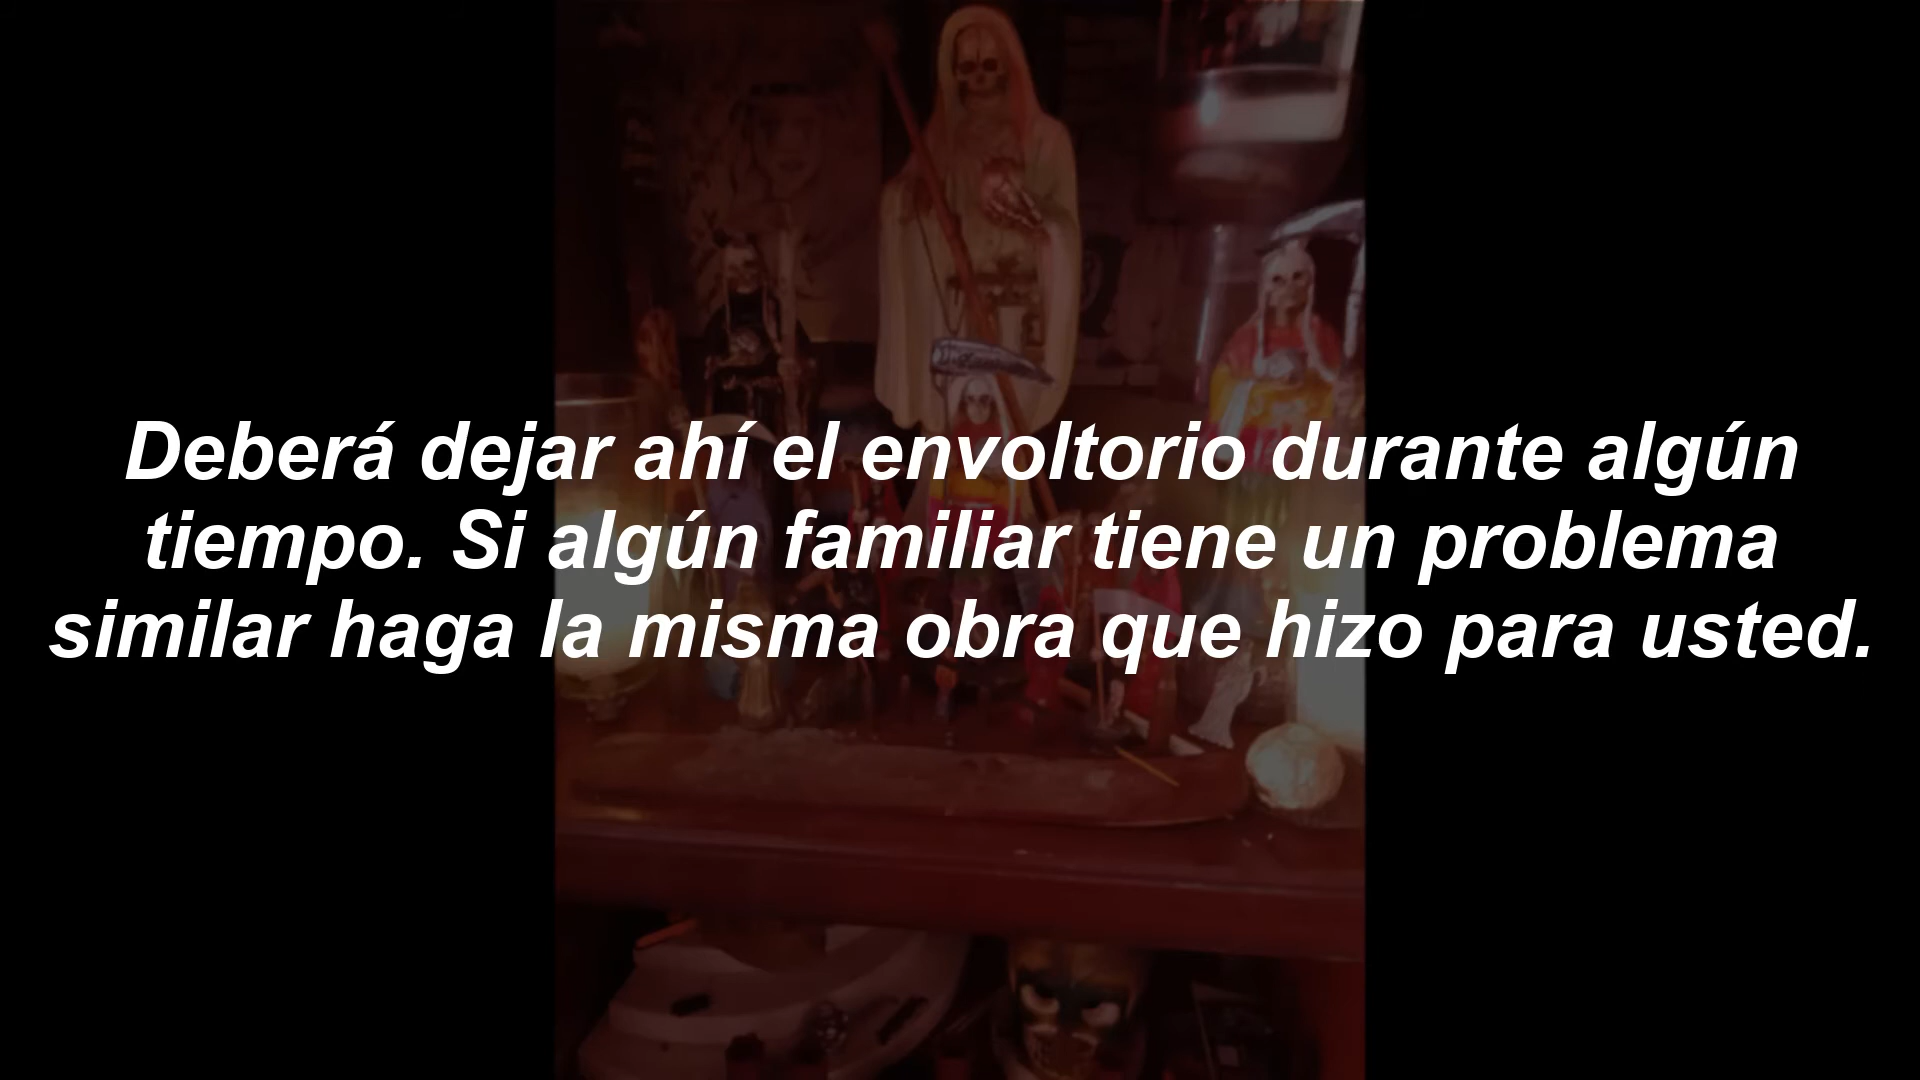 Deberá dejar ahí el envoltorio durante algún
tiempo. Si algún familiar tiene un problema
similar haga la misma obra que hizo para usted.